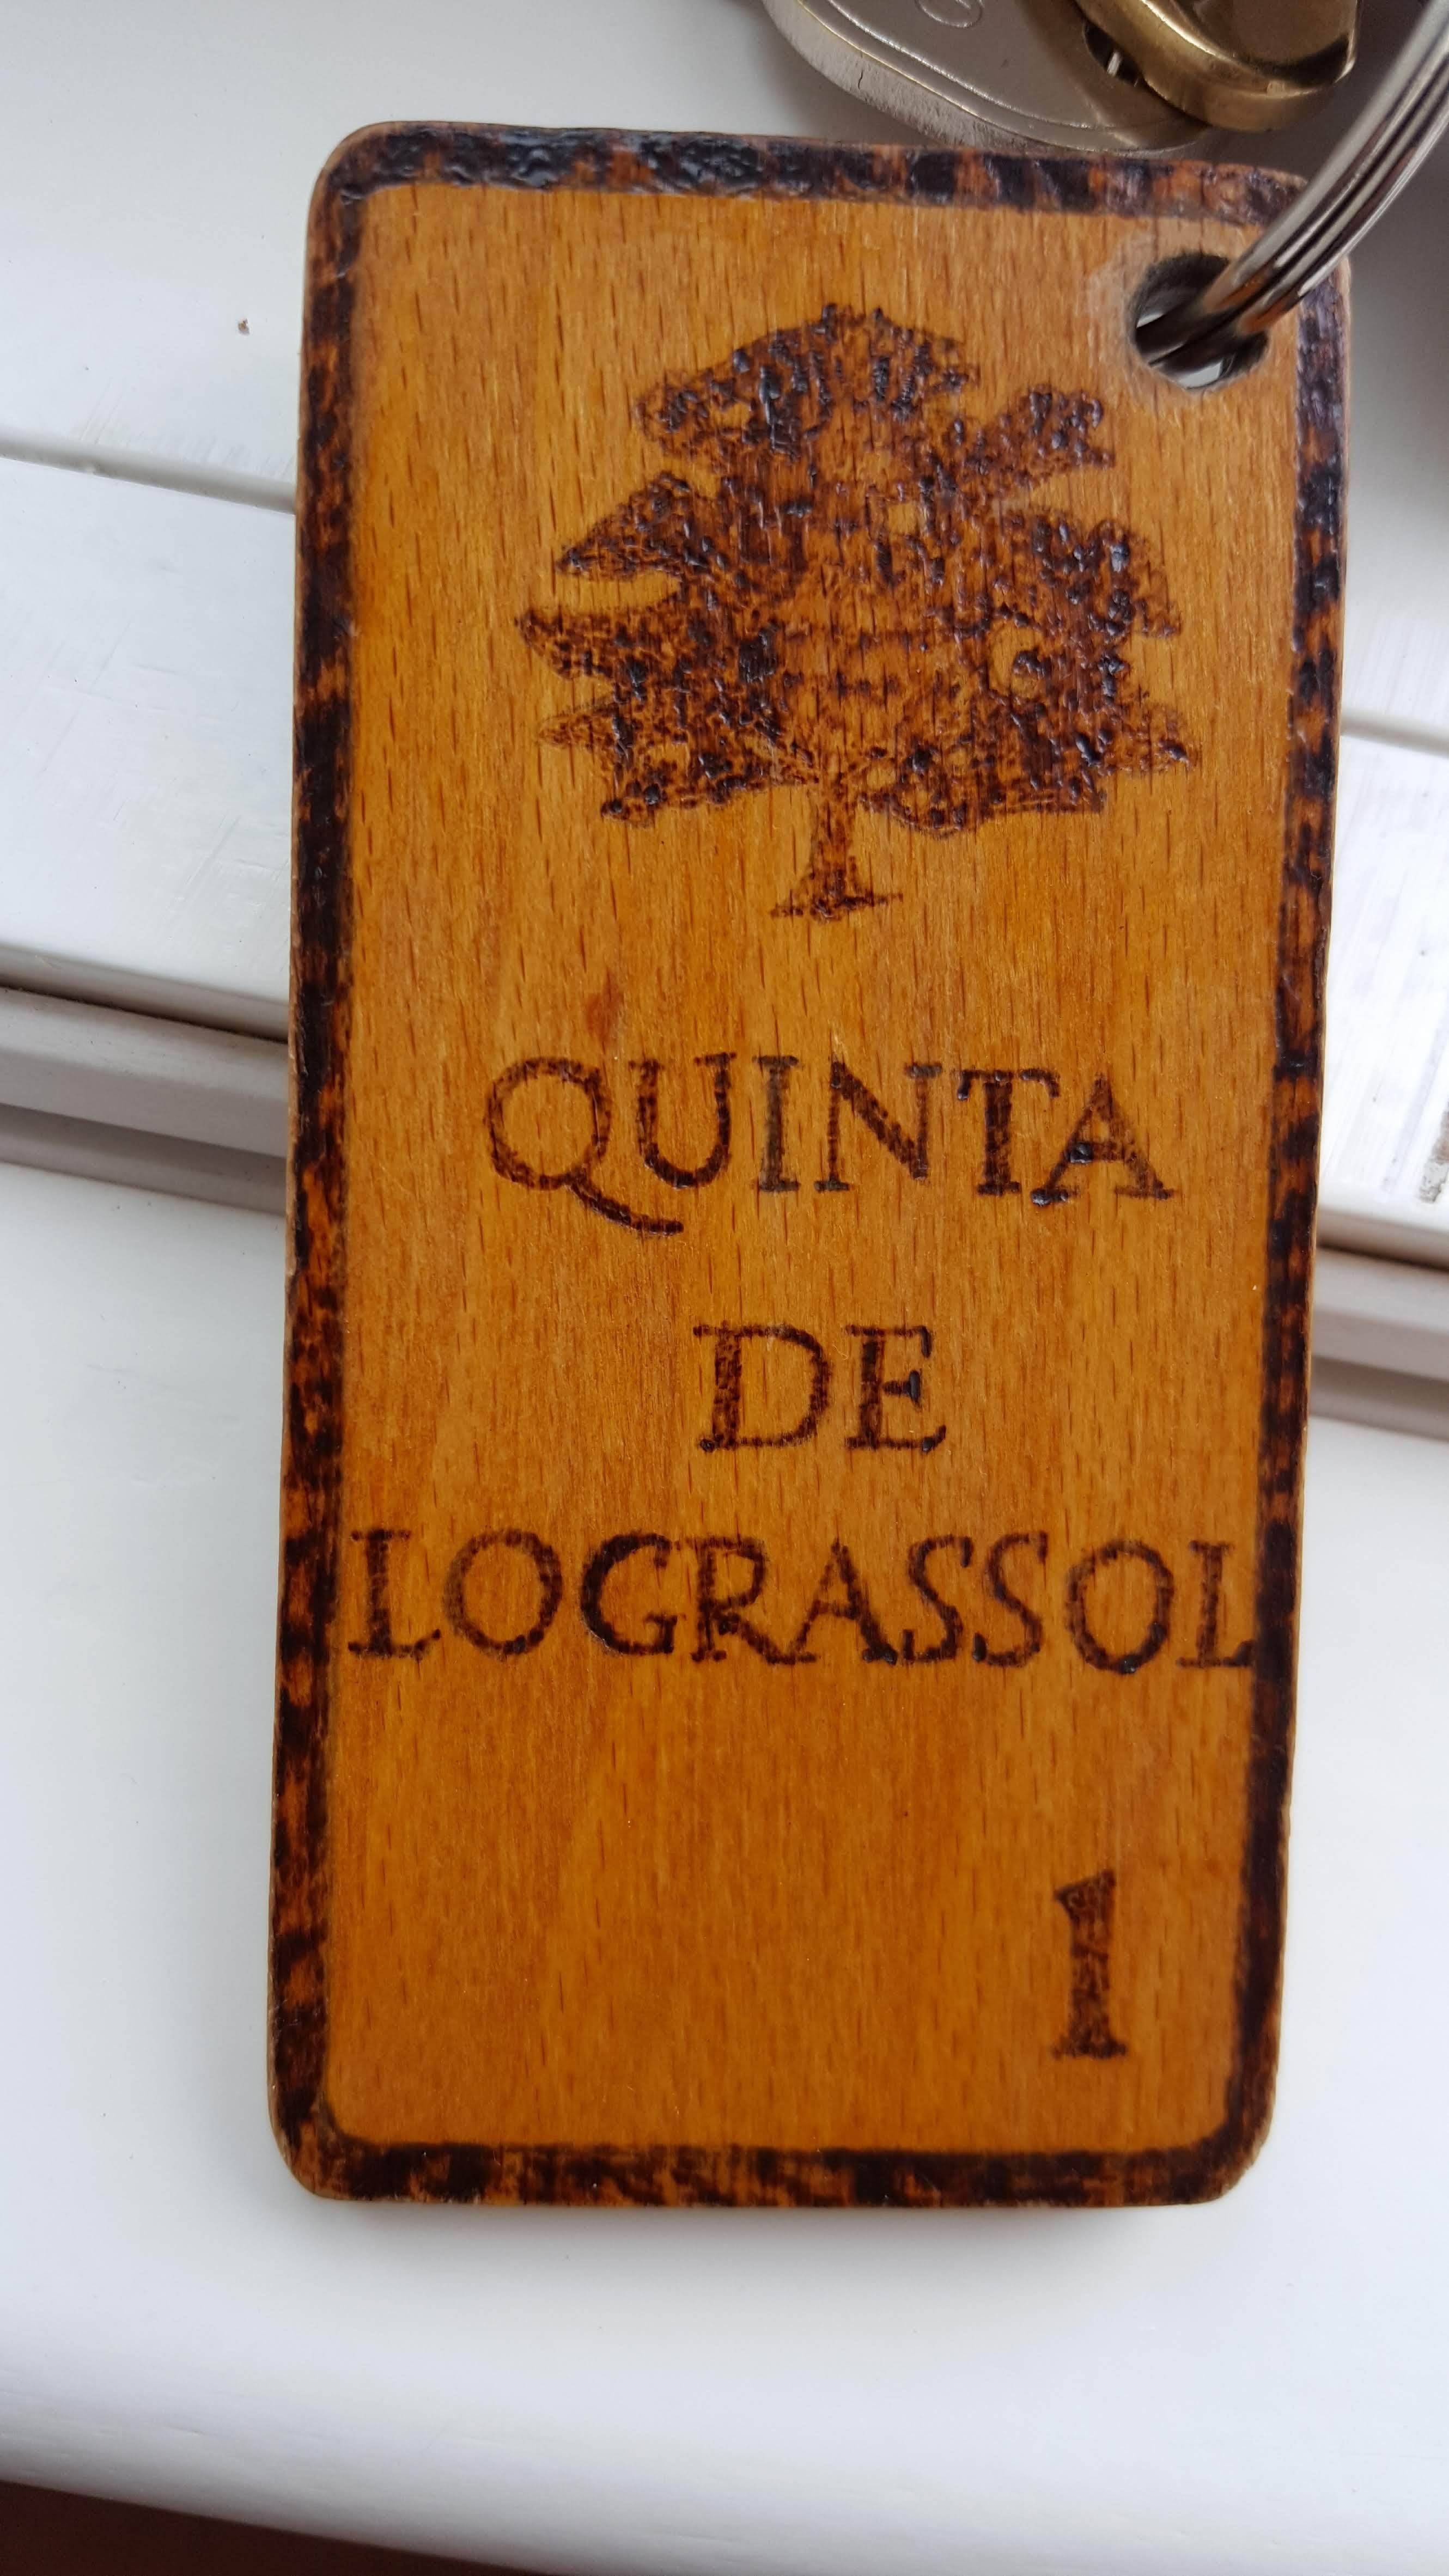 QUINTA
DE
LOGRASSOL
1